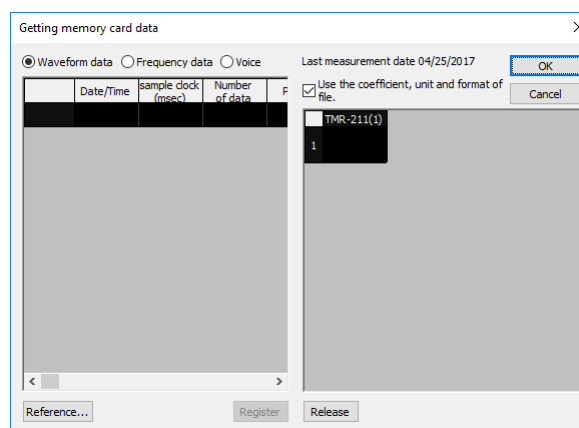 Getting memory card data
Waveform data Frequency data Voice
Last measurement date 04/25/2017
OK
Use the coefficient, unit and format of
file.
Cancel
Date/Time
sample clock
(msec)
Number
of data
TMR-211(1)
1
Reference...
Register
Release